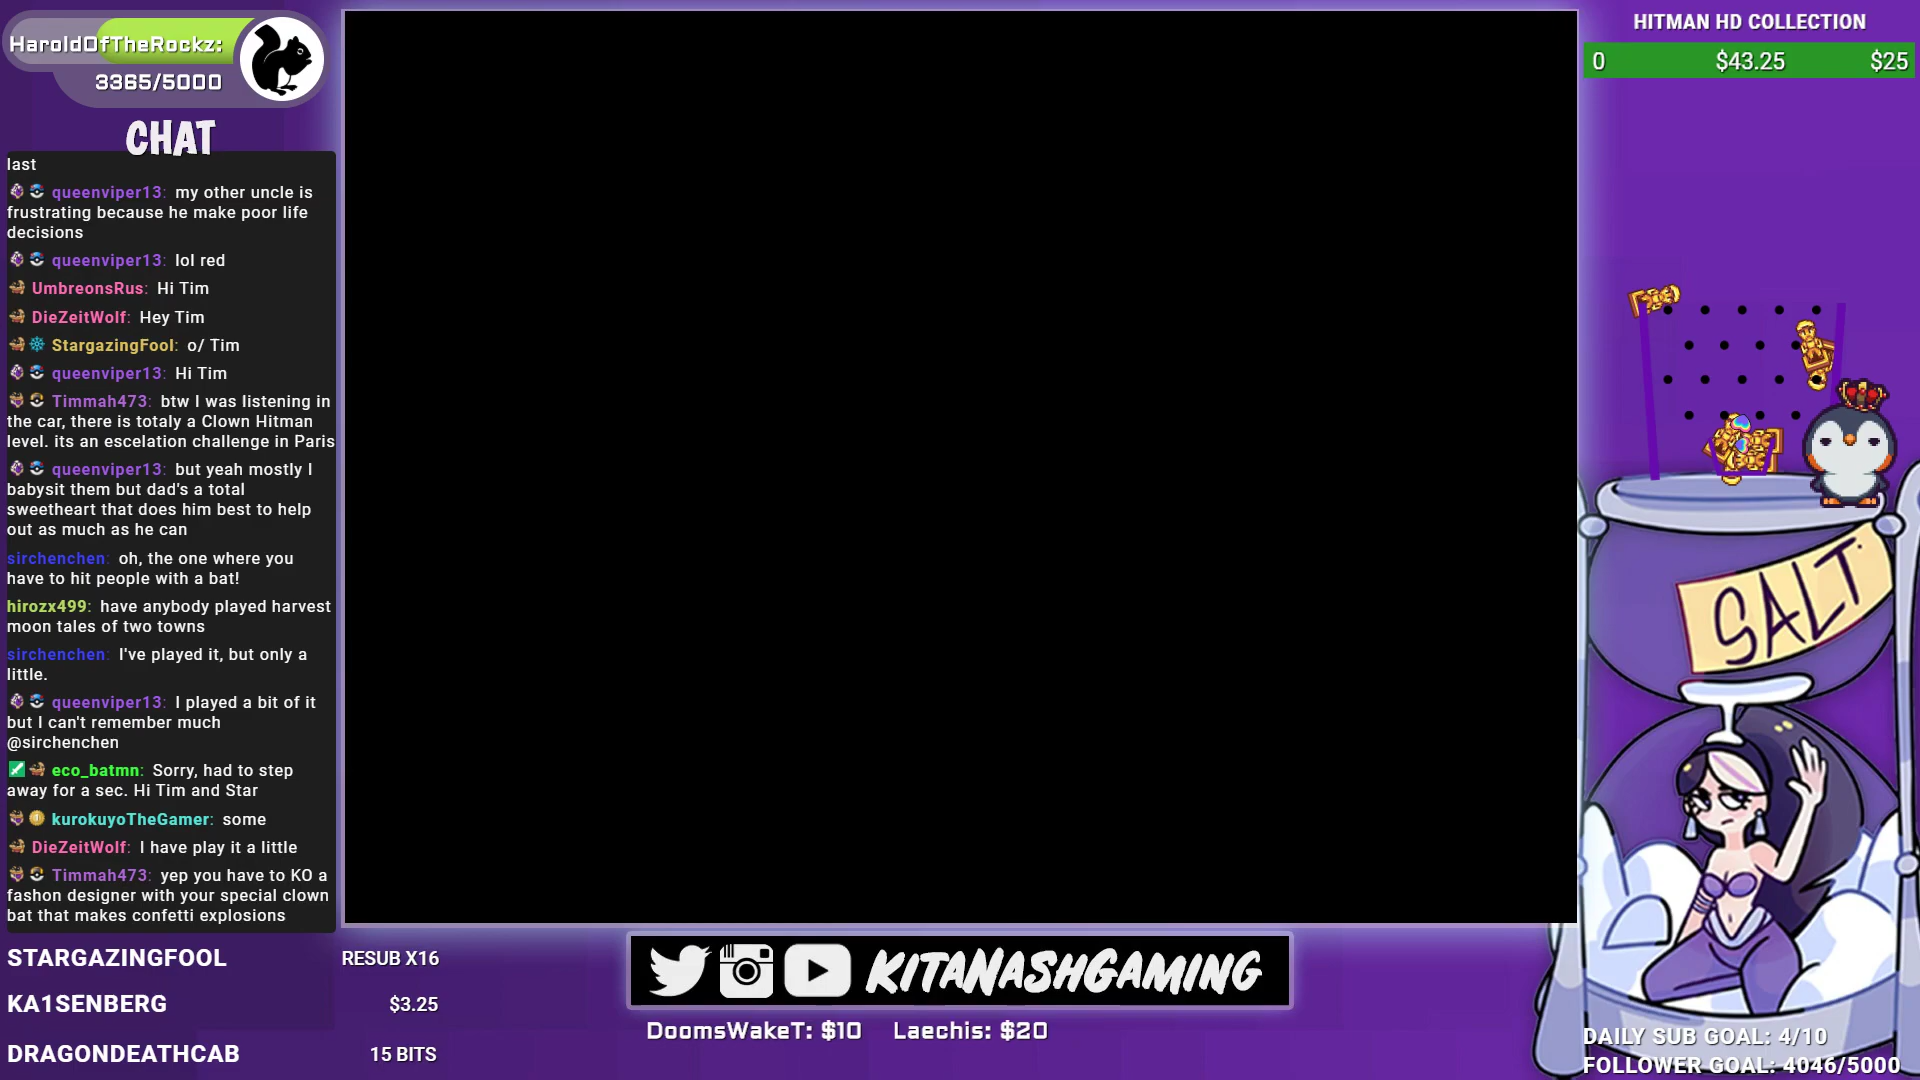 HaroldOfTheRockz:
3365/5000
CHAT
last
queenviper13: my other uncle is
frustrating because he make poor life
decisions
queenviper13: lol red
UmbreonsRus: Hi Tim
DieZeitWolf: Hey Tim
StargazingFool: o/ Tim
queenviper13: Hi Tim
Timmah473: btw I was listening in
the car, there is totaly a Clown Hitman
level. its an escelation challenge in Paris
queenviper13: but yeah mostly I
babysit them but dad's a total
sweetheart that does him best to help
out as much as he can
sirchenchen: oh, the one where you
have to hit people with a bat!
hirozx499: have anybody played harvest
moon tales of two towns
sirchenchen: I've played it, but only a
little.
queenviper13: I played a bit of it
but I can't remember much
@sirchenchen
eco_batmn: Sorry, had to step
away for a sec. Hi Tim and Star
kurokuyoTheGamer: some
DieZeitWolf: I have play it a little
Timmah473: yep you have to KO a
fashon designer with your special clown
bat that makes confetti explosions
STARGAZINGFOOL RESUB X16
KA1SENBERG $3.25
DRAGONDEATHCAB 15 BITS
KITANASHGAMING
DoomsWakeT: $10 Laechis: $20
HITMAN HD COLLECTION
0 $43.25 $25
SALT
DAILY SUB GOAL: 4/10
FOLLOWER GOAL: 4046/5000